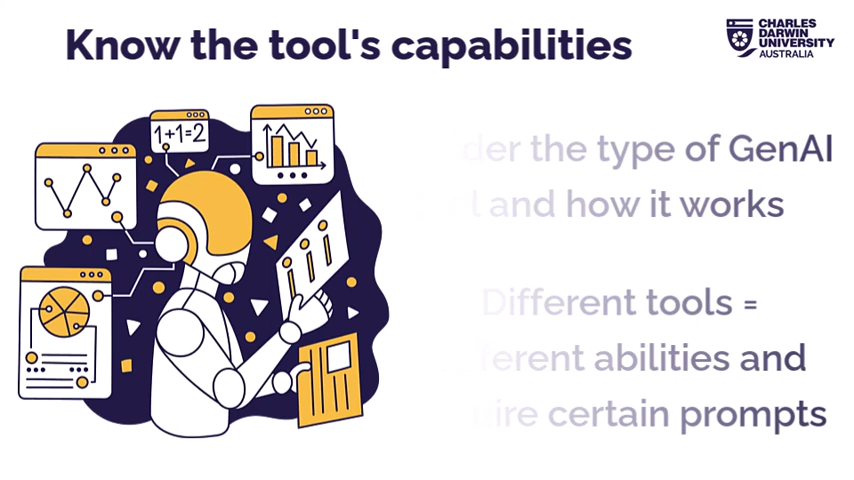 Know the tool's capabilities
CHARLES
DARWIN
UNIVERSITY
AUSTRALIA
1+1=2
the type of GenAI
and how it works
Different tools =
abilities and
certain prompts